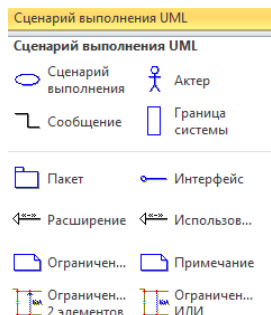 Сценарий выполнения UML
Сценарий выполнения UML
Сценарий
выполнения
Актер
Сообщение
Граница
системы
Пакет
Интерфейс
Расширение
Использов...
Ограничен...
Примечание
Ограничен...
2 элементов
Ограничен...
ИЛИ